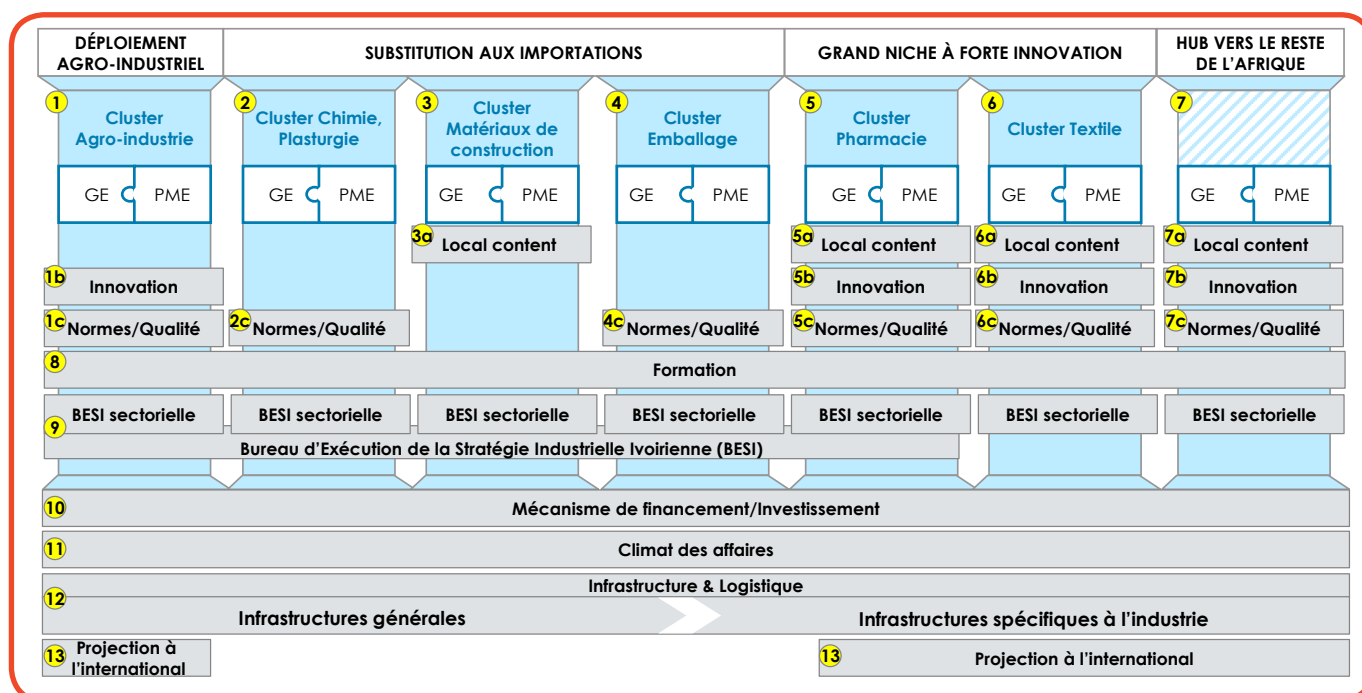 DÉPLOIEMENT
AGRO-INDUSTRIEL
SUBSTITUTION AUX IMPORTATIONS
GRAND NICHE À FORTE INNOVATION
HUB VERS LE RESTE
DE L'AFRIQUE
1
Cluster
Agro-industrie
2
Cluster Chimie,
Plasturgie
3
Cluster
Matériaux de
construction
4
Cluster
Emballage
5
Cluster
Pharmacie
6
Cluster Textile
7
GE PME
GE PME
GE PME
GE PME
GE PME
GE PME
GE PME
3a Local content
5a Local content
6a Local content
7a Local content
1b Innovation
5b Innovation
6b Innovation
7b Innovation
1c Normes/Qualité
2c Normes/Qualité
4c Normes/Qualité
5c Normes/Qualité
6c Normes/Qualité
7c Normes/Qualité
8 Formation
BESI sectorielle
BESI sectorielle
BESI sectorielle
BESI sectorielle
BESI sectorielle
BESI sectorielle
BESI sectorielle
9
Bureau d'Exécution de la Stratégie Industrielle Ivoirienne (BESI)
10 Mécanisme de financement/Investissement
11 Climat des affaires
Infrastructure & Logistique
12
Infrastructures générales
Infrastructures spécifiques à l'industrie
13 Projection à
l'international
13 Projection à l'international